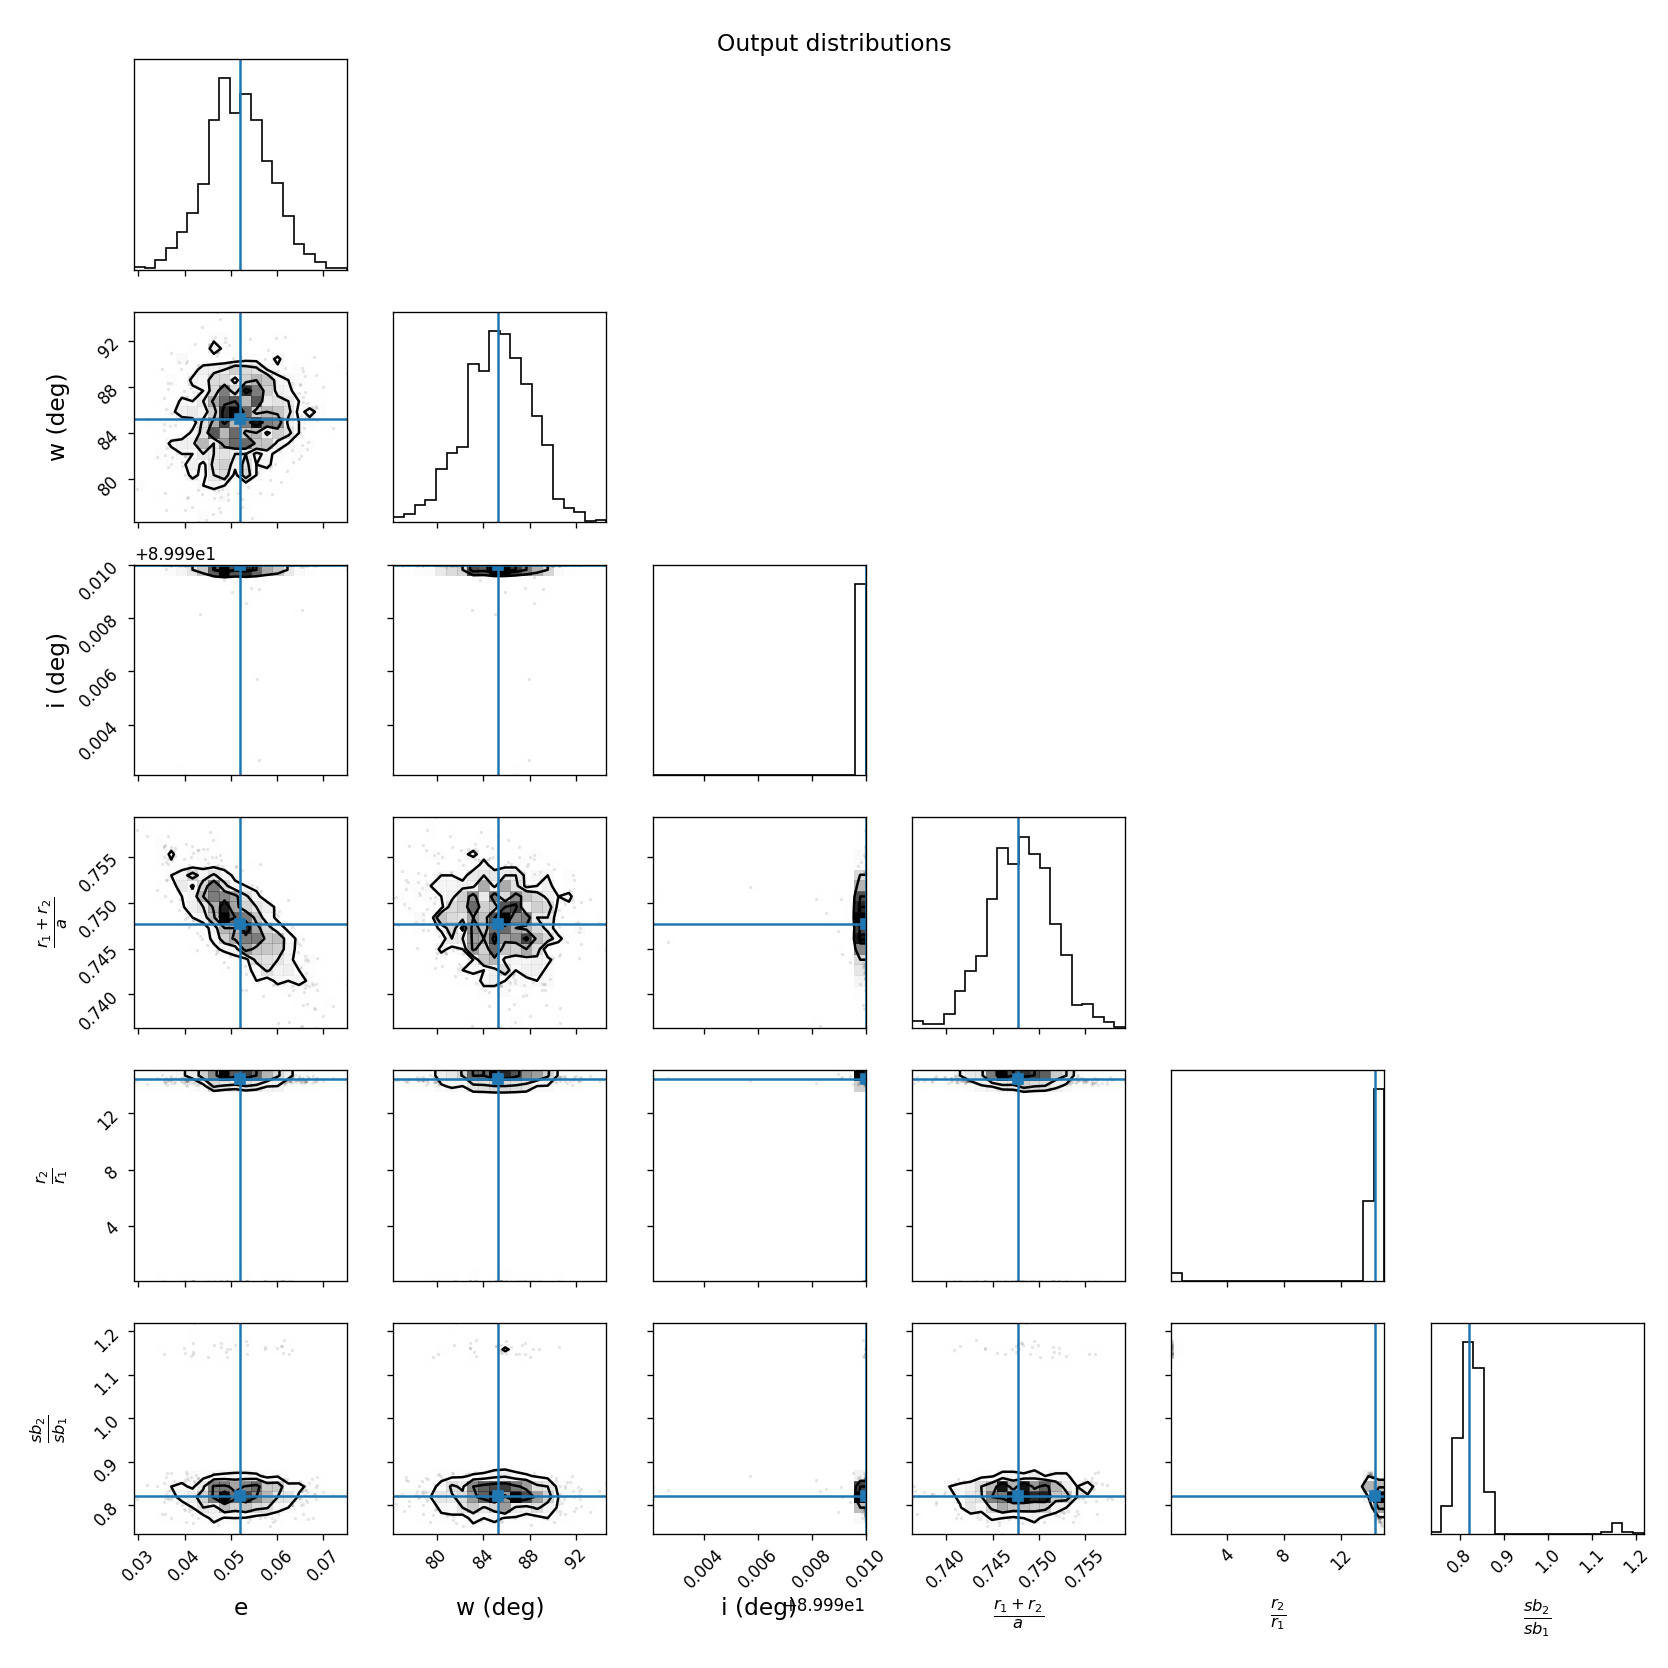 Output distributions
w (deg)
92
88
84
80
+8.999e1
i (deg)
0.010
0.008
0.006
0.004
r₁ + r₂
a
0.755
0.750
0.745
0.740
r₂
r₁
12
8
4
sb₂
sb₁
1.2
1.1
1.0
0.9
0.8
0.03 0.04 0.05 0.06 0.07
80 84 88 92
0.004 0.006 0.008 0.010
0.740 0.745 0.750 0.755
4 8 12
0.8 0.9 1.0 1.1 1.2
e
w (deg)
i (deg)
+8.999e1
r₁ + r₂
a
r₂
r₁
sb₂
sb₁